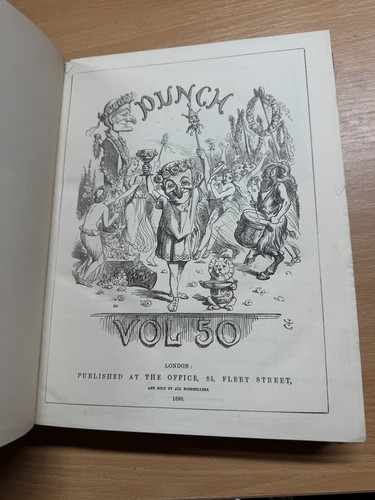 PUNCH
VOL 50
LONDON:
PUBLISHED AT THE OFFICE, 85, FLEET STREET,
AND SOLD BY ALL BOOKSELLERS.
1866.